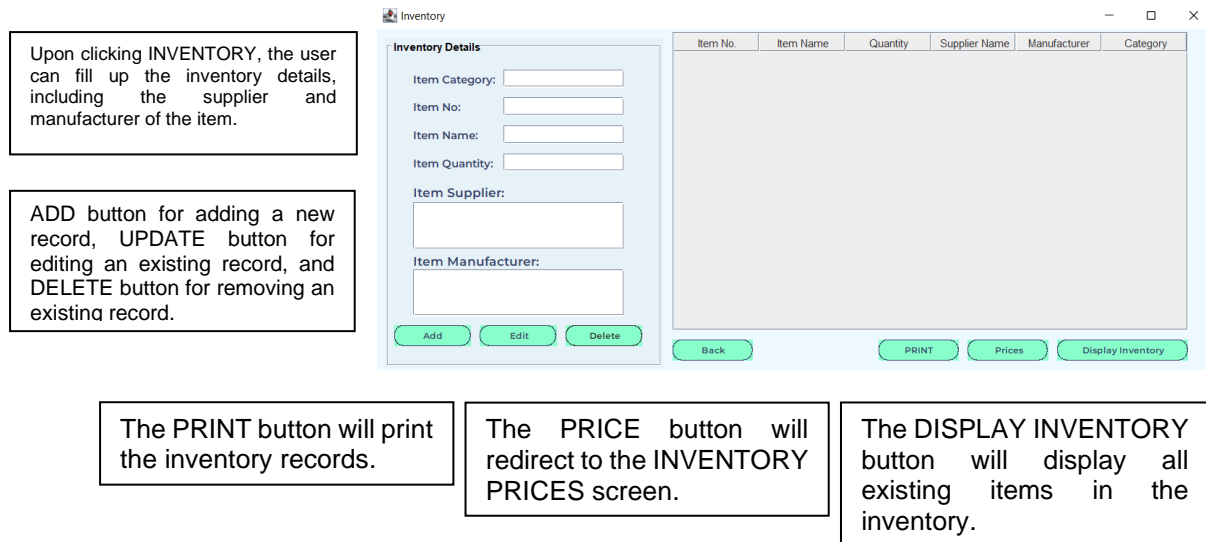 Inventory
Upon clicking INVENTORY, the user
can fill up the inventory details,
including the supplier and
manufacturer of the item.
ADD button for adding a new
record, UPDATE button for
editing an existing record, and
DELETE button for removing an
existing record.
Inventory Details
Item Category:
Item No:
Item Name:
Item Quantity:
Item Supplier:
Item Manufacturer:
Add Edit Delete
Item No. Item Name Quantity Supplier Name Manufacturer Category
Back PRINT Prices Display Inventory
The PRINT button will print
the inventory records.
The PRICE button will
redirect to the INVENTORY
PRICES screen.
The DISPLAY INVENTORY
button will display all
existing items in the
inventory.